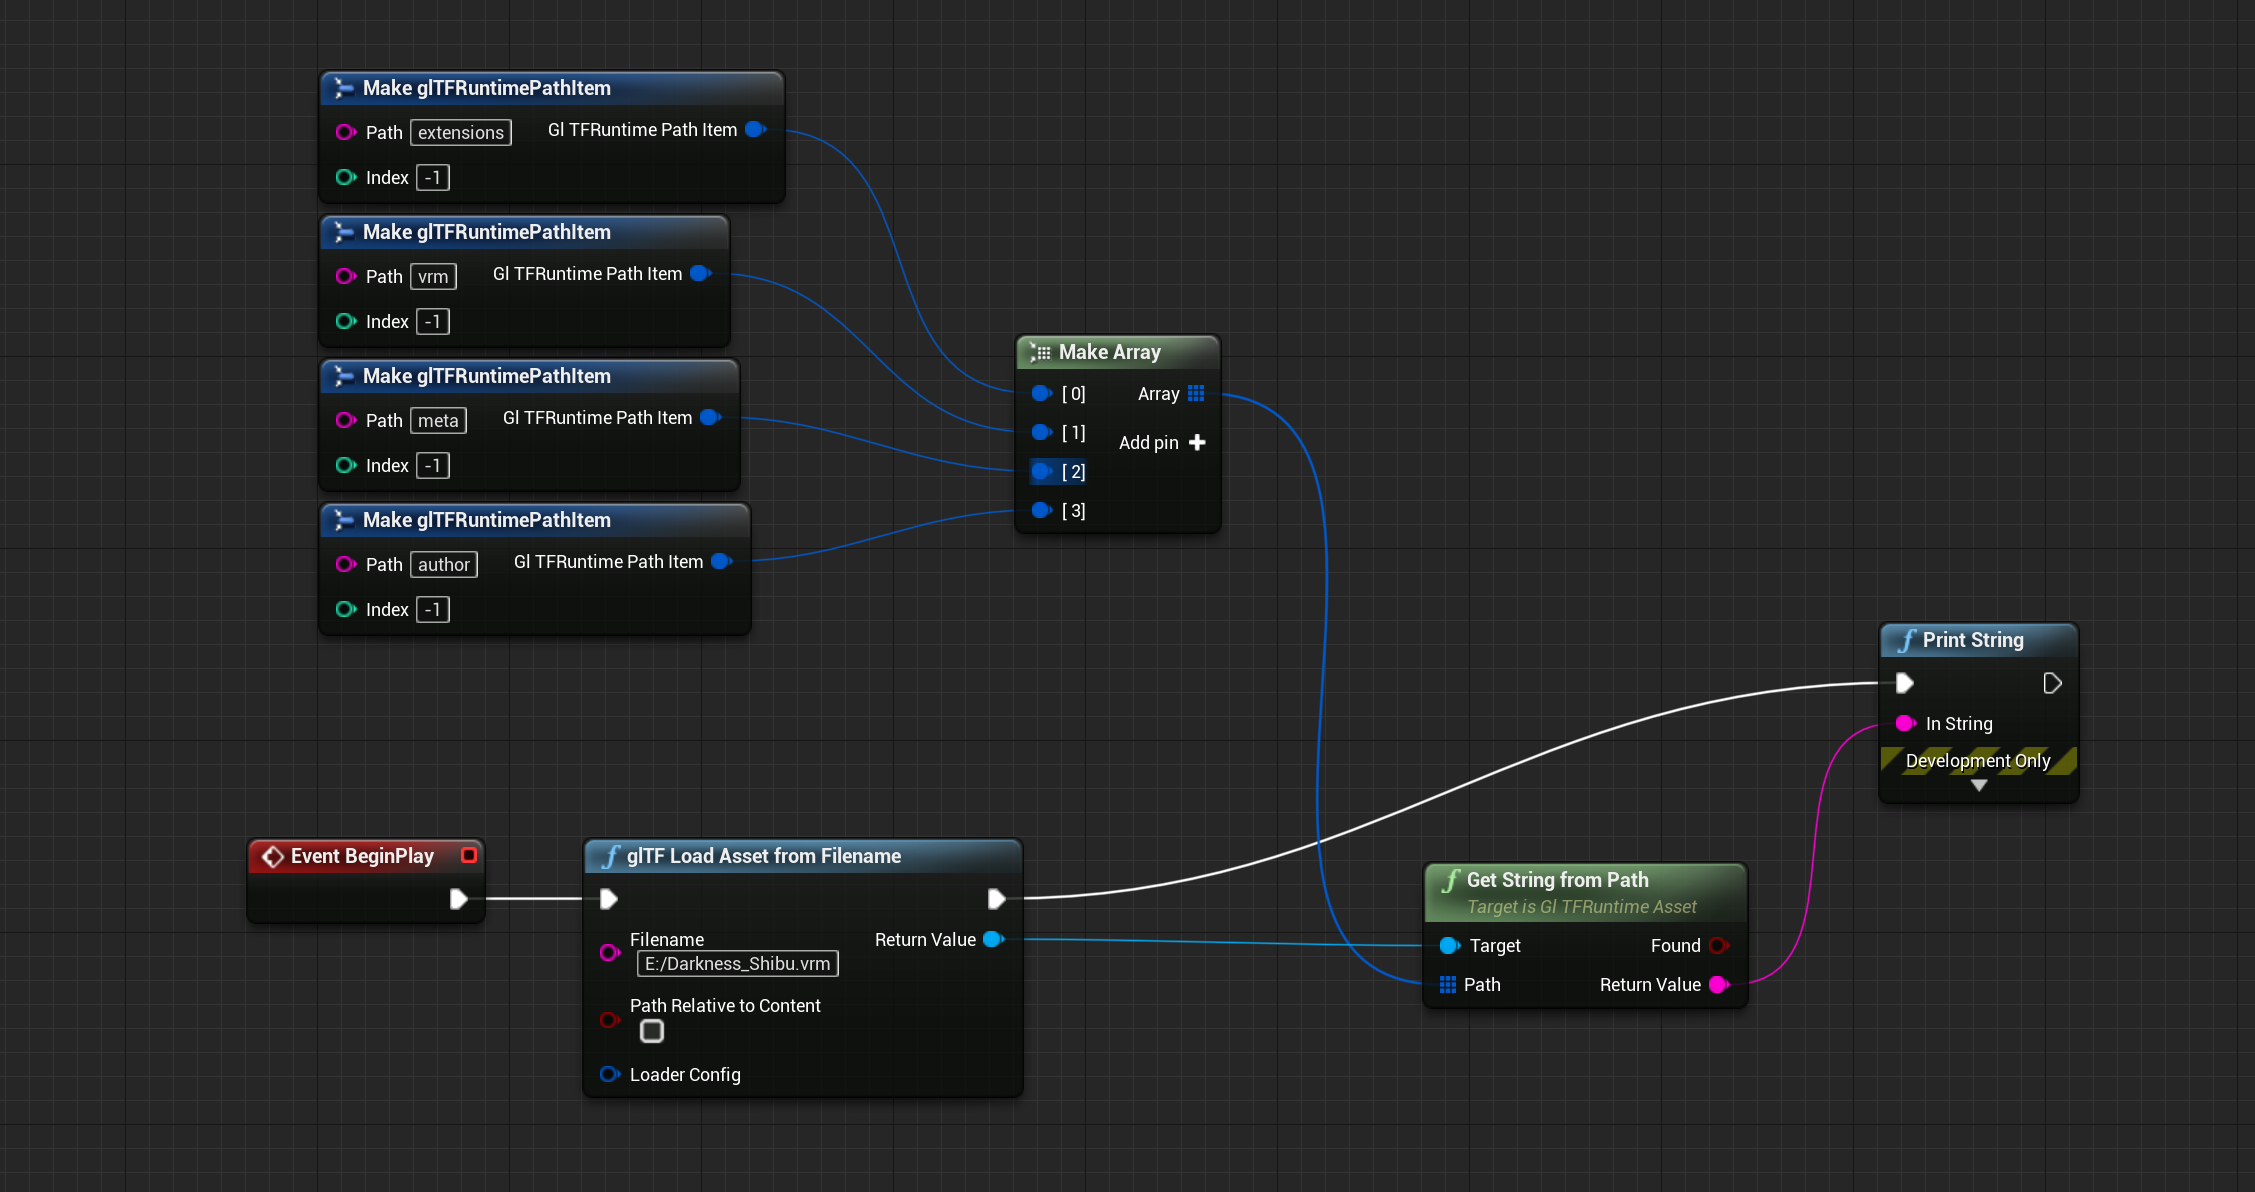 Make glTFRuntimePathItem
Path extensions Gl TFRuntime Path Item
Index -1
Make glTFRuntimePathItem
Path vrm Gl TFRuntime Path Item
Index -1
Make glTFRuntimePathItem
Path meta Gl TFRuntime Path Item
Index -1
Make glTFRuntimePathItem
Path author Gl TFRuntime Path Item
Index -1
Make Array
[ 0] Array
[ 1] Add pin
[ 2]
[ 3]
Print String
In String
Development Only
Event BeginPlay
f glTF Load Asset from Filename
Filename Return Value
E:/Darkness_Shibu.vrm
Path Relative to Content
Loader Config
f Get String from Path
Target is Gl TFRuntime Asset
Target Found
Path Return Value